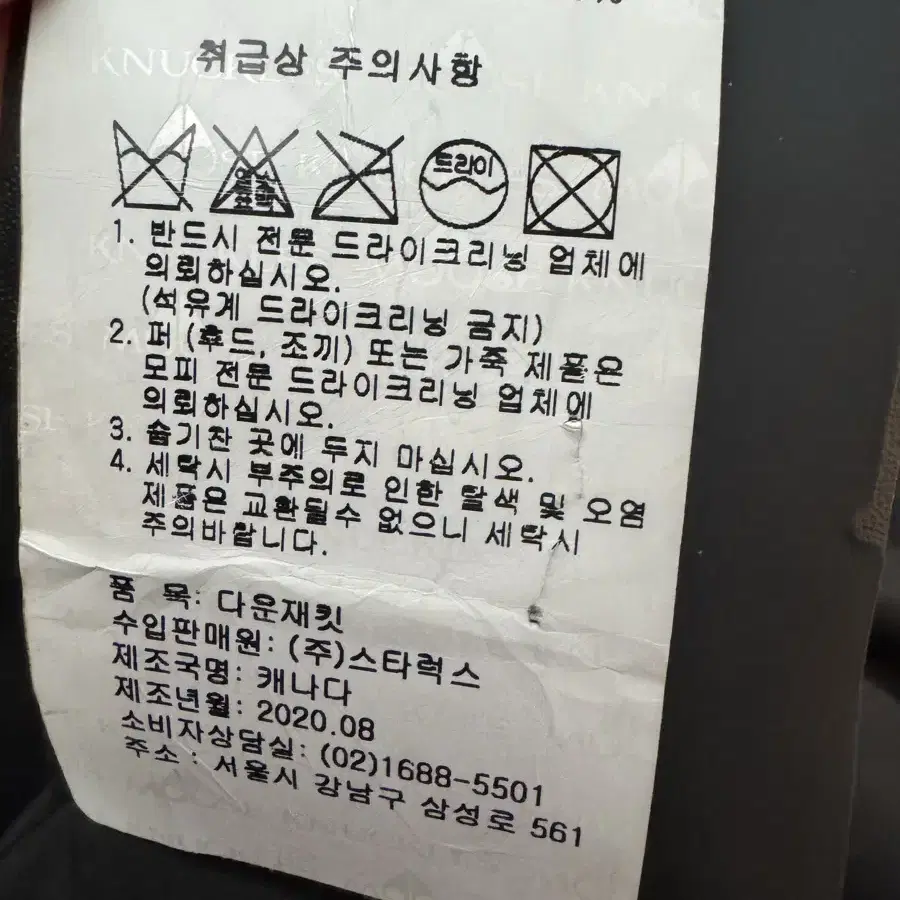 취급상 주의사항
드라이
1. 반드시 전문 드라이크리닝 업체에
의뢰하십시오.
(석유계 드라이크리닝 금지)
2. 퍼 (후드, 조끼) 또는 가죽 제품은
모피 전문 드라이크리닝 업체에
의뢰하십시오.
3. 습기찬 곳에 두지 마십시오.
4. 세탁시 부주의로 인한 탈색 및 오염
제품은 교환될수 없으니 세탁시
주의바랍니다.
품 목: 다운재킷
수입판매원: (주)스타럭스
제조국명: 캐나다
제조년월: 2020.08
소비자상담실: (02)1688-5501
주소 : 서울시 강남구 삼성로 561